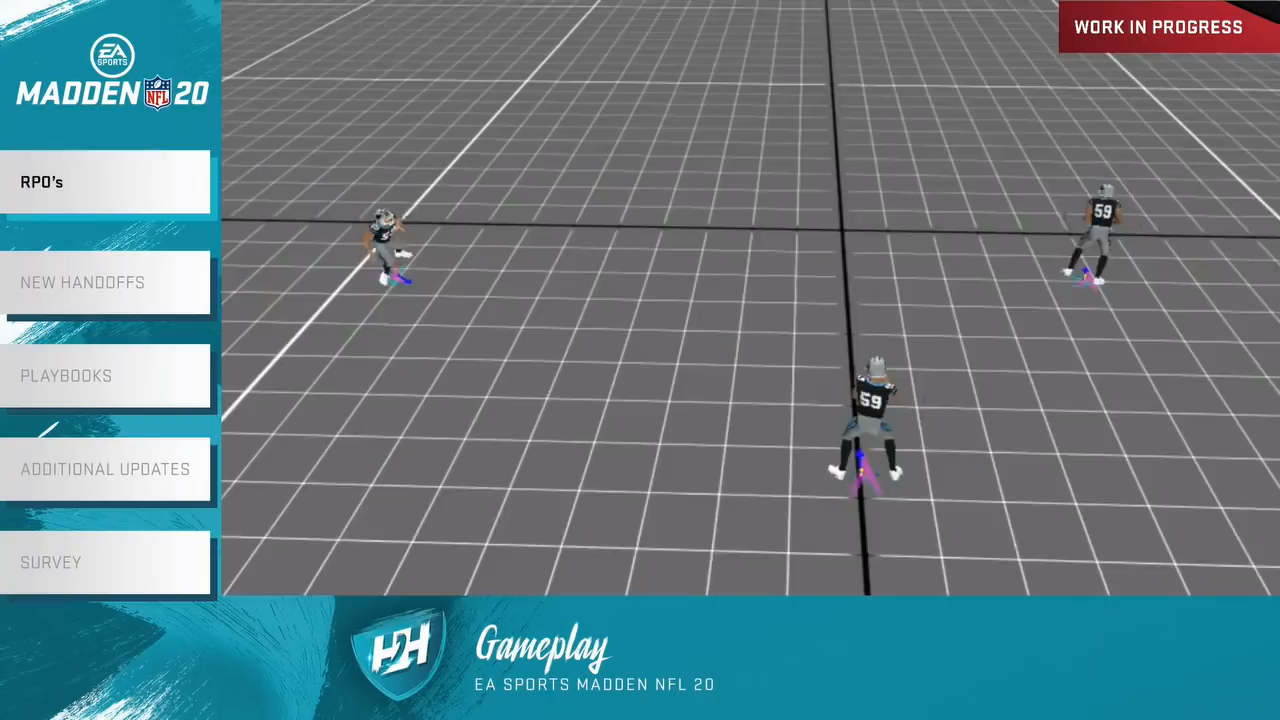 EA
SPORTS
MADDEN NFL 20
RPO's
NEW HANDOFFS
PLAYBOOKS
ADDITIONAL UPDATES
SURVEY
WORK IN PROGRESS
59
59
H2H
Gameplay
EA SPORTS MADDEN NFL 20